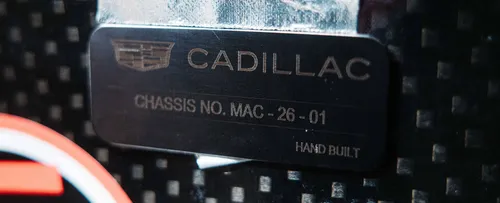 CADILLAC
CHASSIS NO. MAC - 26 - 01
HAND BUILT